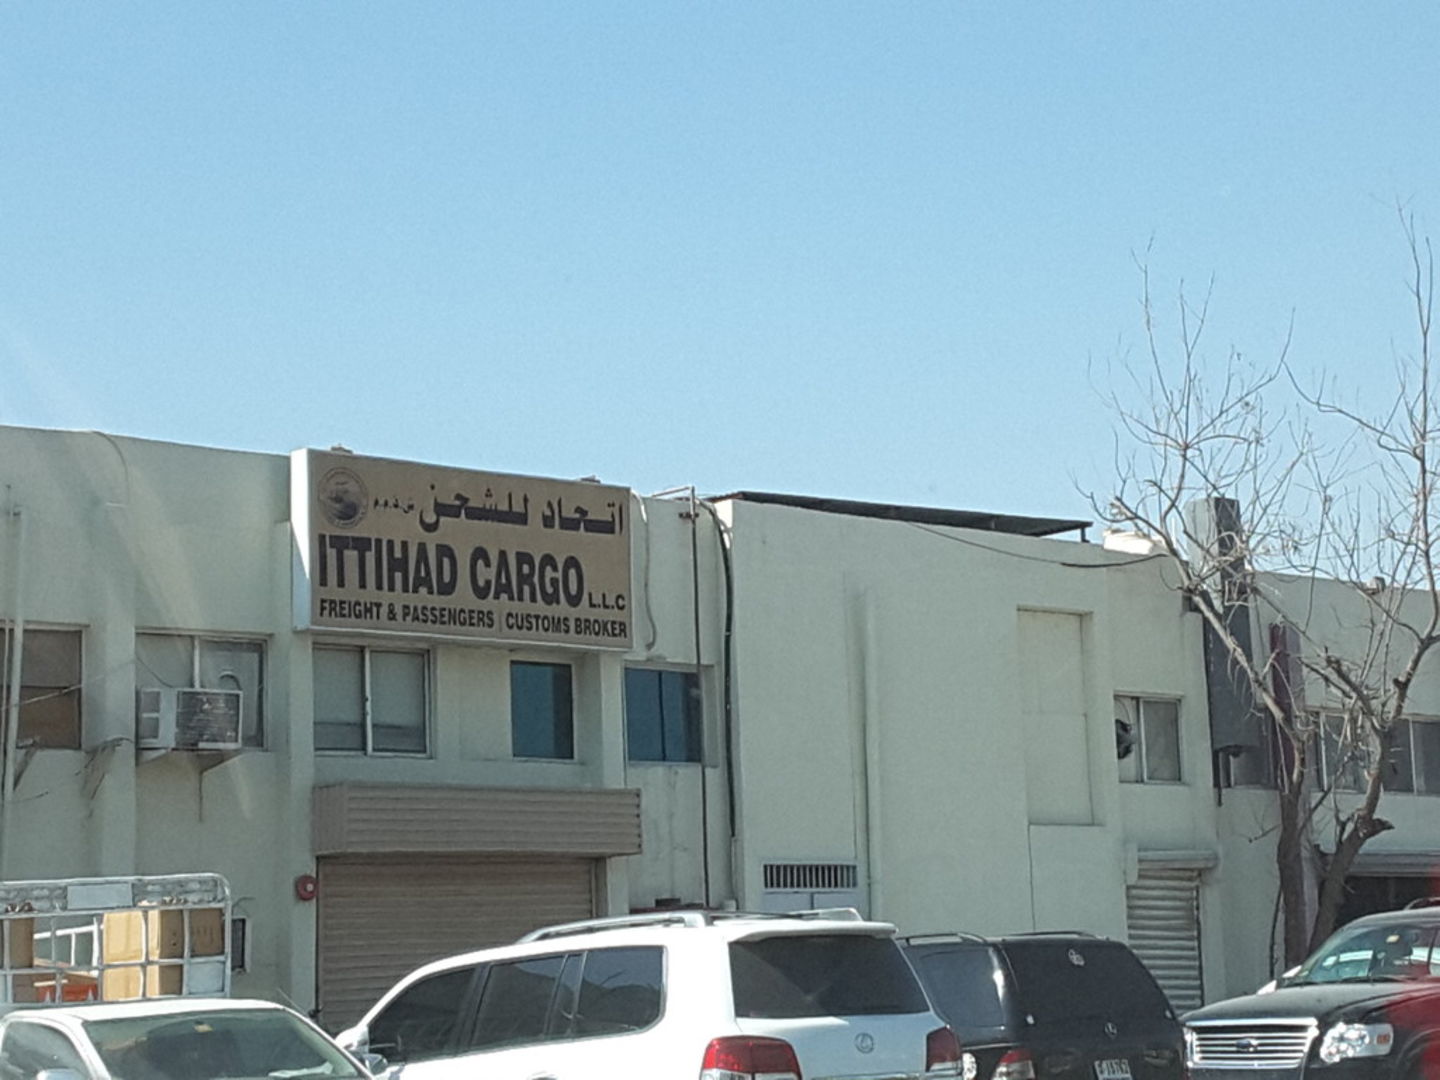 اتحاد للشحن ش.ذ.م.م
ITTIHAD CARGO L.L.C
FREIGHT & PASSENGERS | CUSTOMS BROKER